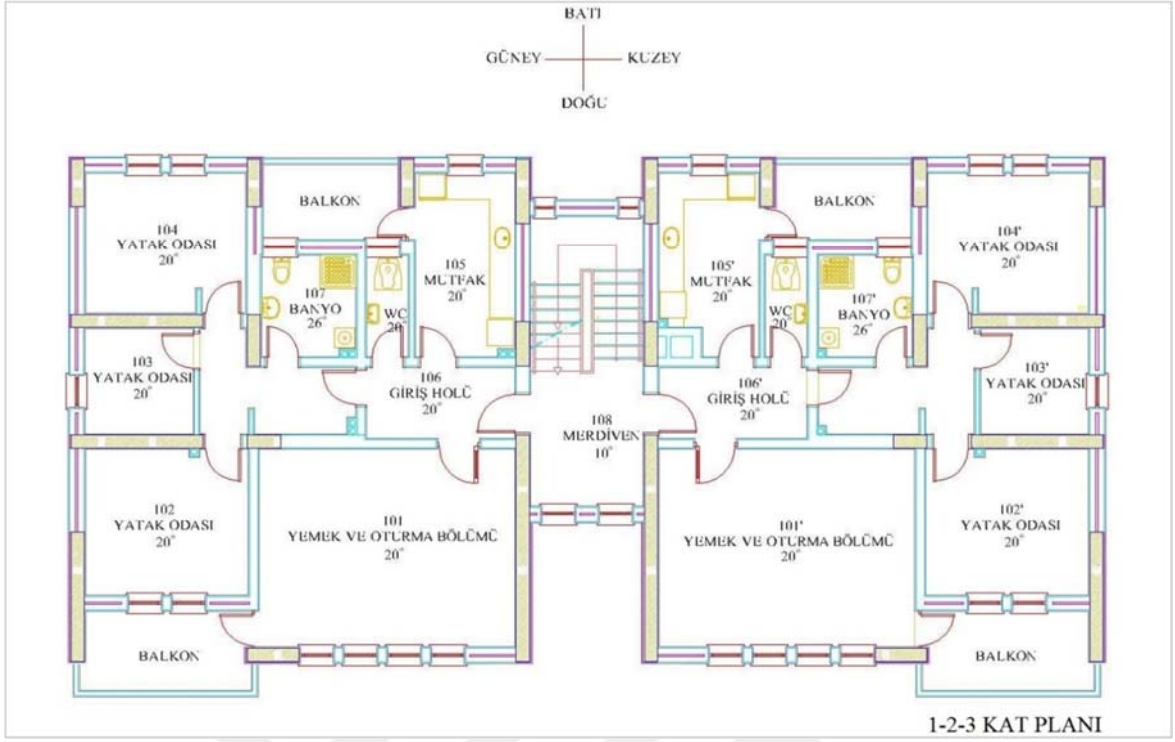 BATI
GÜNEY
KUZEY
DOĞU
BALKON
BALKON
104
YATAK ODASI
20°
104'
YATAK ODASI
20°
105
MUTFAK
20°
105'
MUTFAK
20°
107
BANYO
26°
WC
20°
WC
20°
107'
BANYO
26°
103
YATAK ODASI
20°
106
GİRİŞ HOLÜ
20°
106'
GİRİŞ HOLÜ
20°
103'
YATAK ODASI
20°
108
MERDİVEN
10°
102
YATAK ODASI
20°
101
YEMEK VE OTURMA BÖLÜMÜ
20°
101'
YEMEK VE OTURMA BÖLÜMÜ
20°
102'
YATAK ODASI
20°
BALKON
BALKON
1-2-3 KAT PLANI